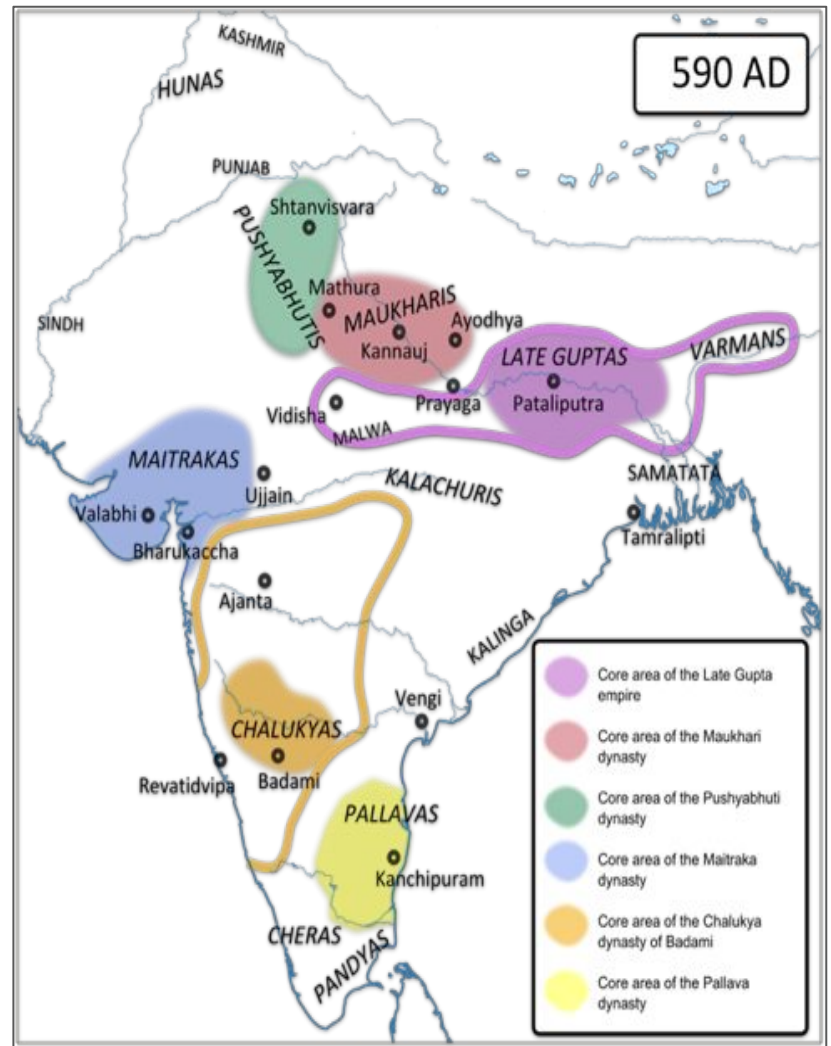 KASHMIR
590 AD
HUNAS
PUNJAB
Shtanvisvara
PUSHYABHUTIS
Mathura
MAUKHARIS
SINDH
Ayodhya
Kannauj
LATE GUPTAS
VARMANS
Prayaga
Pataliputra
Vidisha
MALWA
MAITRAKAS
SAMATATA
Ujjain
KALACHURIS
Valabhi
Tamralipti
Bharukaccha
Ajanta
KALINGA
Vengi
CHALUKYAS
Badami
Revatidvipa
PALLAVAS
Kanchipuram
CHERAS
PANDYAS
Core area of the Late Gupta
empire
Core area of the Maukhari
dynasty
Core area of the Pushyabhuti
dynasty
Core area of the Maitraka
dynasty
Core area of the Chalukya
dynasty of Badami
Core area of the Pallava
dynasty